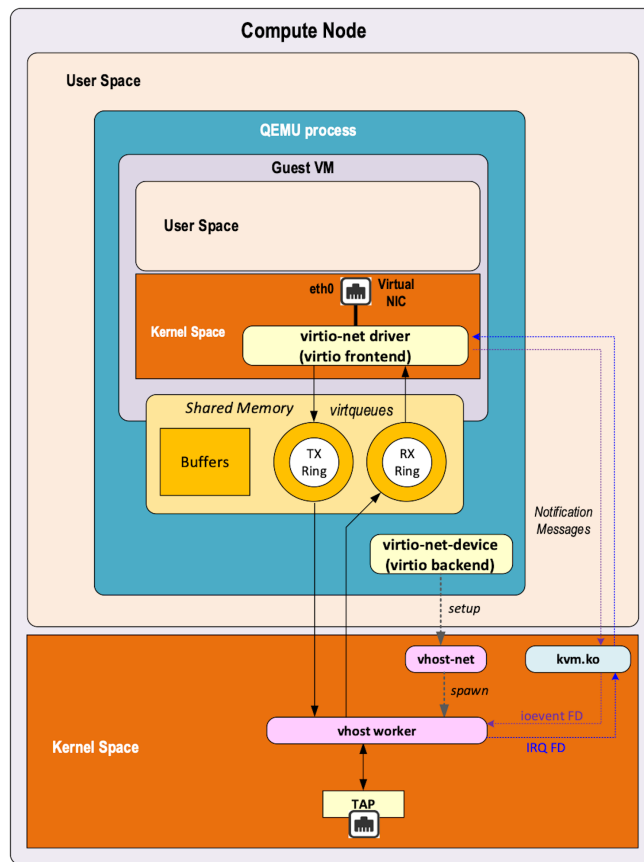 Compute Node
User Space
QEMU process
Guest VM
User Space
eth0
Virtual
NIC
Kernel Space
virtio-net driver
(virtio frontend)
Shared Memory
virtqueues
Buffers
TX
Ring
RX
Ring
Notification
Messages
virtio-net-device
(virtio backend)
setup
vhost-net
kvm.ko
spawn
ioevent FD
vhost worker
IRQ FD
Kernel Space
TAP